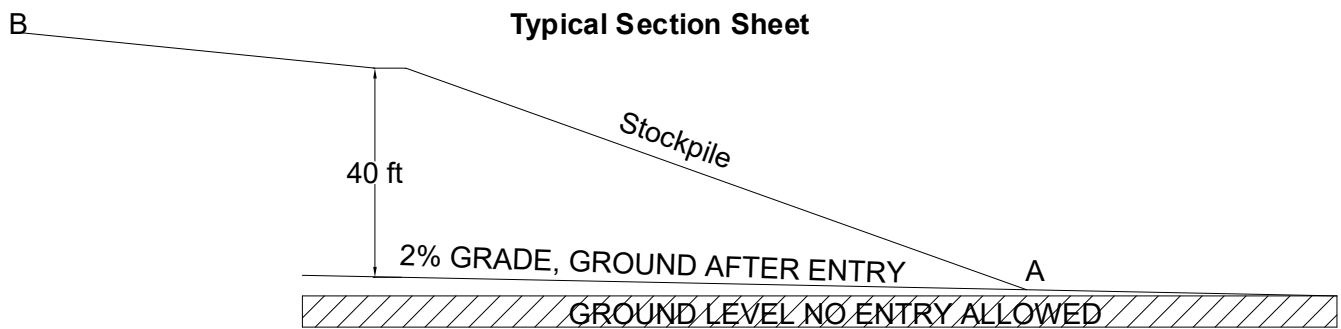 Typical Section Sheet
B
Stockpile
40 ft
2% GRADE, GROUND AFTER ENTRY
A
GROUND LEVEL NO ENTRY ALLOWED